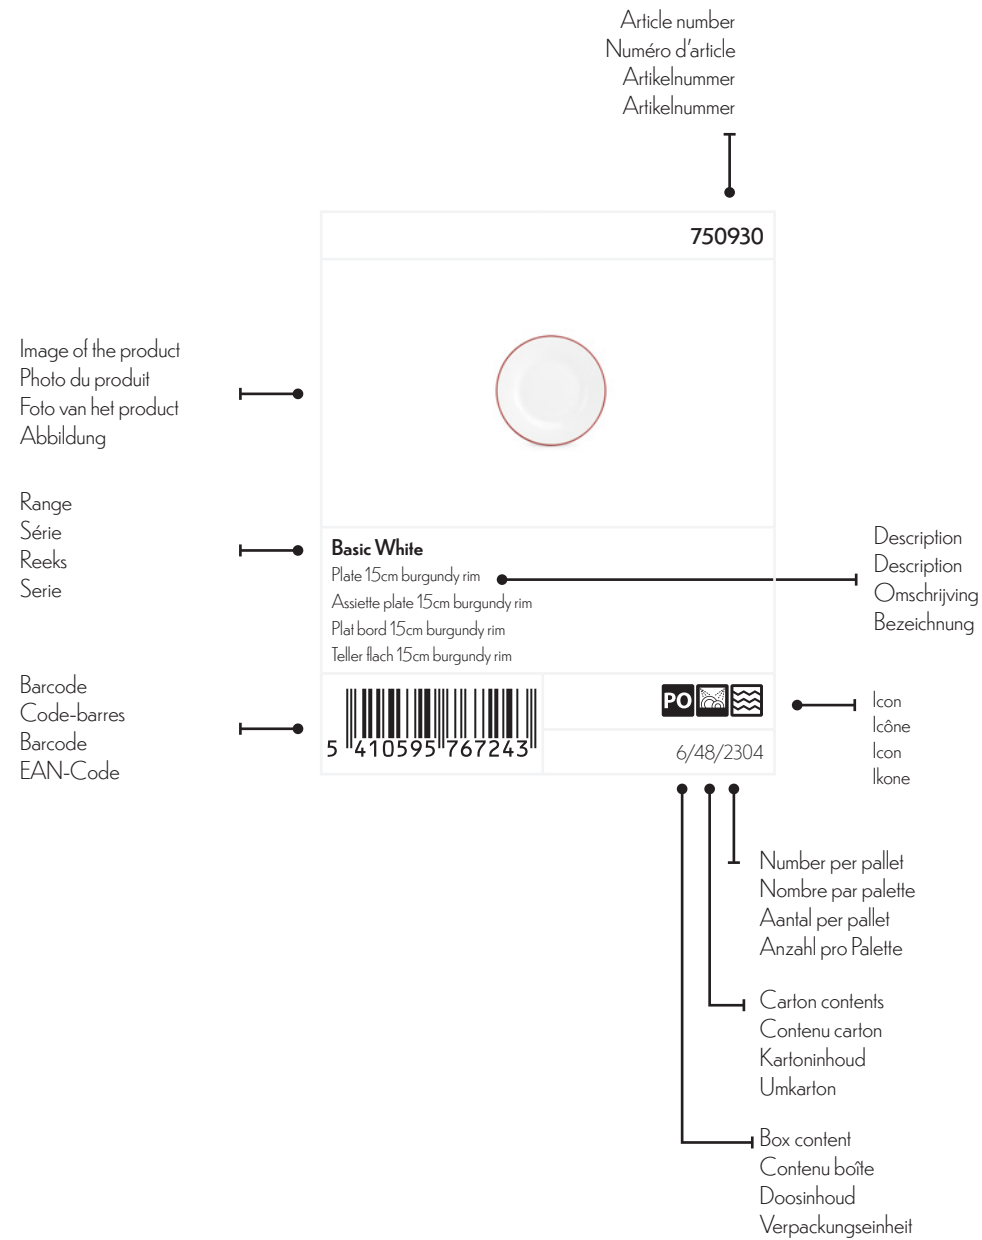 Article number
Numéro d'article
Artikelnummer
Artikelnummer
750930
Image of the product
Photo du produit
Foto van het product
Abbildung
Range
Série
Reeks
Serie
Basic White
Plate 15cm burgundy rim
Assiette plate 15cm burgundy rim
Plat bord 15cm burgundy rim
Teller flach 15cm burgundy rim
Description
Description
Omschrijving
Bezeichnung
Barcode
Code-barres
Barcode
EAN-Code
5 410595 767243
PO
6/48/2304
Icon
Icône
Icon
Ikone
Number per pallet
Nombre par palette
Aantal per pallet
Anzahl pro Palette
Carton contents
Contenu carton
Kartoninhoud
Umkarton
Box content
Contenu boîte
Doosinhoud
Verpackungseinheit